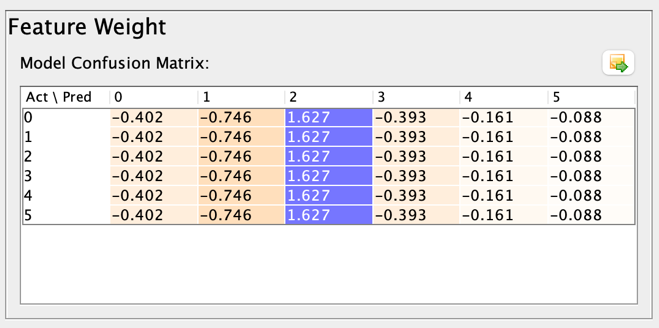 Feature Weight
Model Confusion Matrix:
Act \ Pred 0 1 2 3 4 5
0 -0.402 -0.746 1.627 -0.393 -0.161 -0.088
1 -0.402 -0.746 1.627 -0.393 -0.161 -0.088
2 -0.402 -0.746 1.627 -0.393 -0.161 -0.088
3 -0.402 -0.746 1.627 -0.393 -0.161 -0.088
4 -0.402 -0.746 1.627 -0.393 -0.161 -0.088
5 -0.402 -0.746 1.627 -0.393 -0.161 -0.088